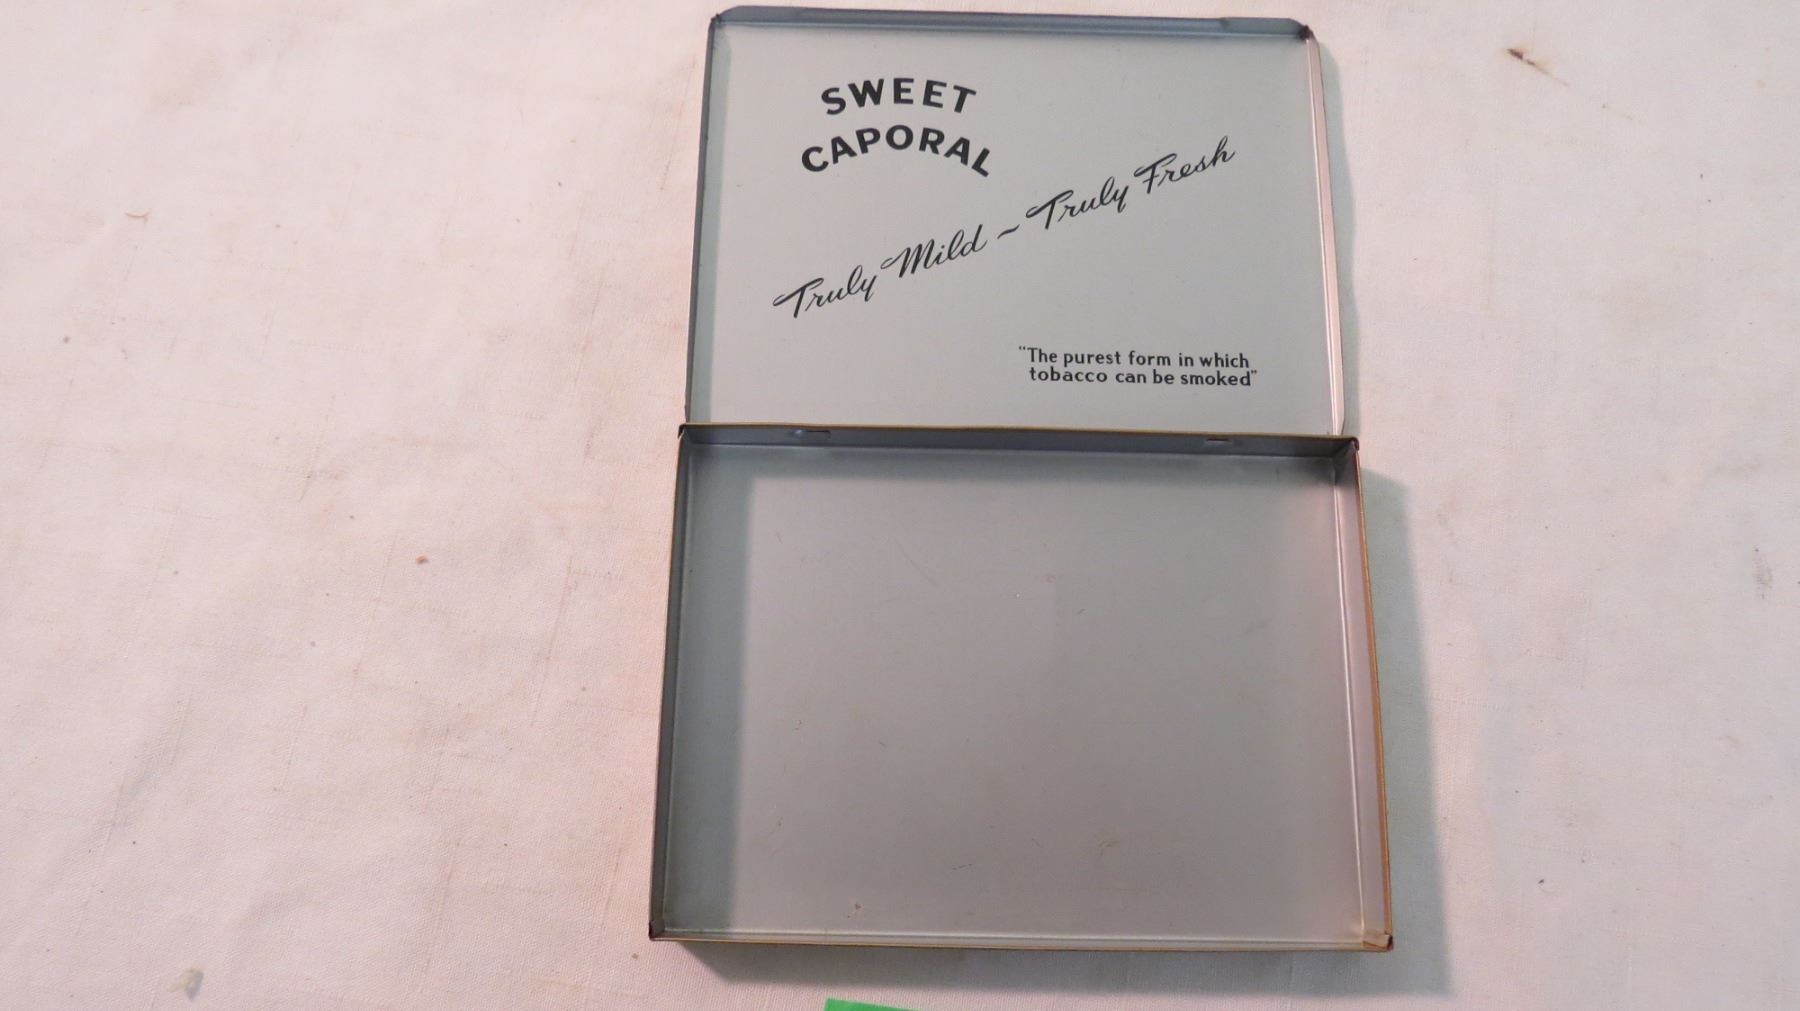 SWEET
CAPORAL
Truly Mild ~ Truly Fresh
"The purest form in which
tobacco can be smoked"